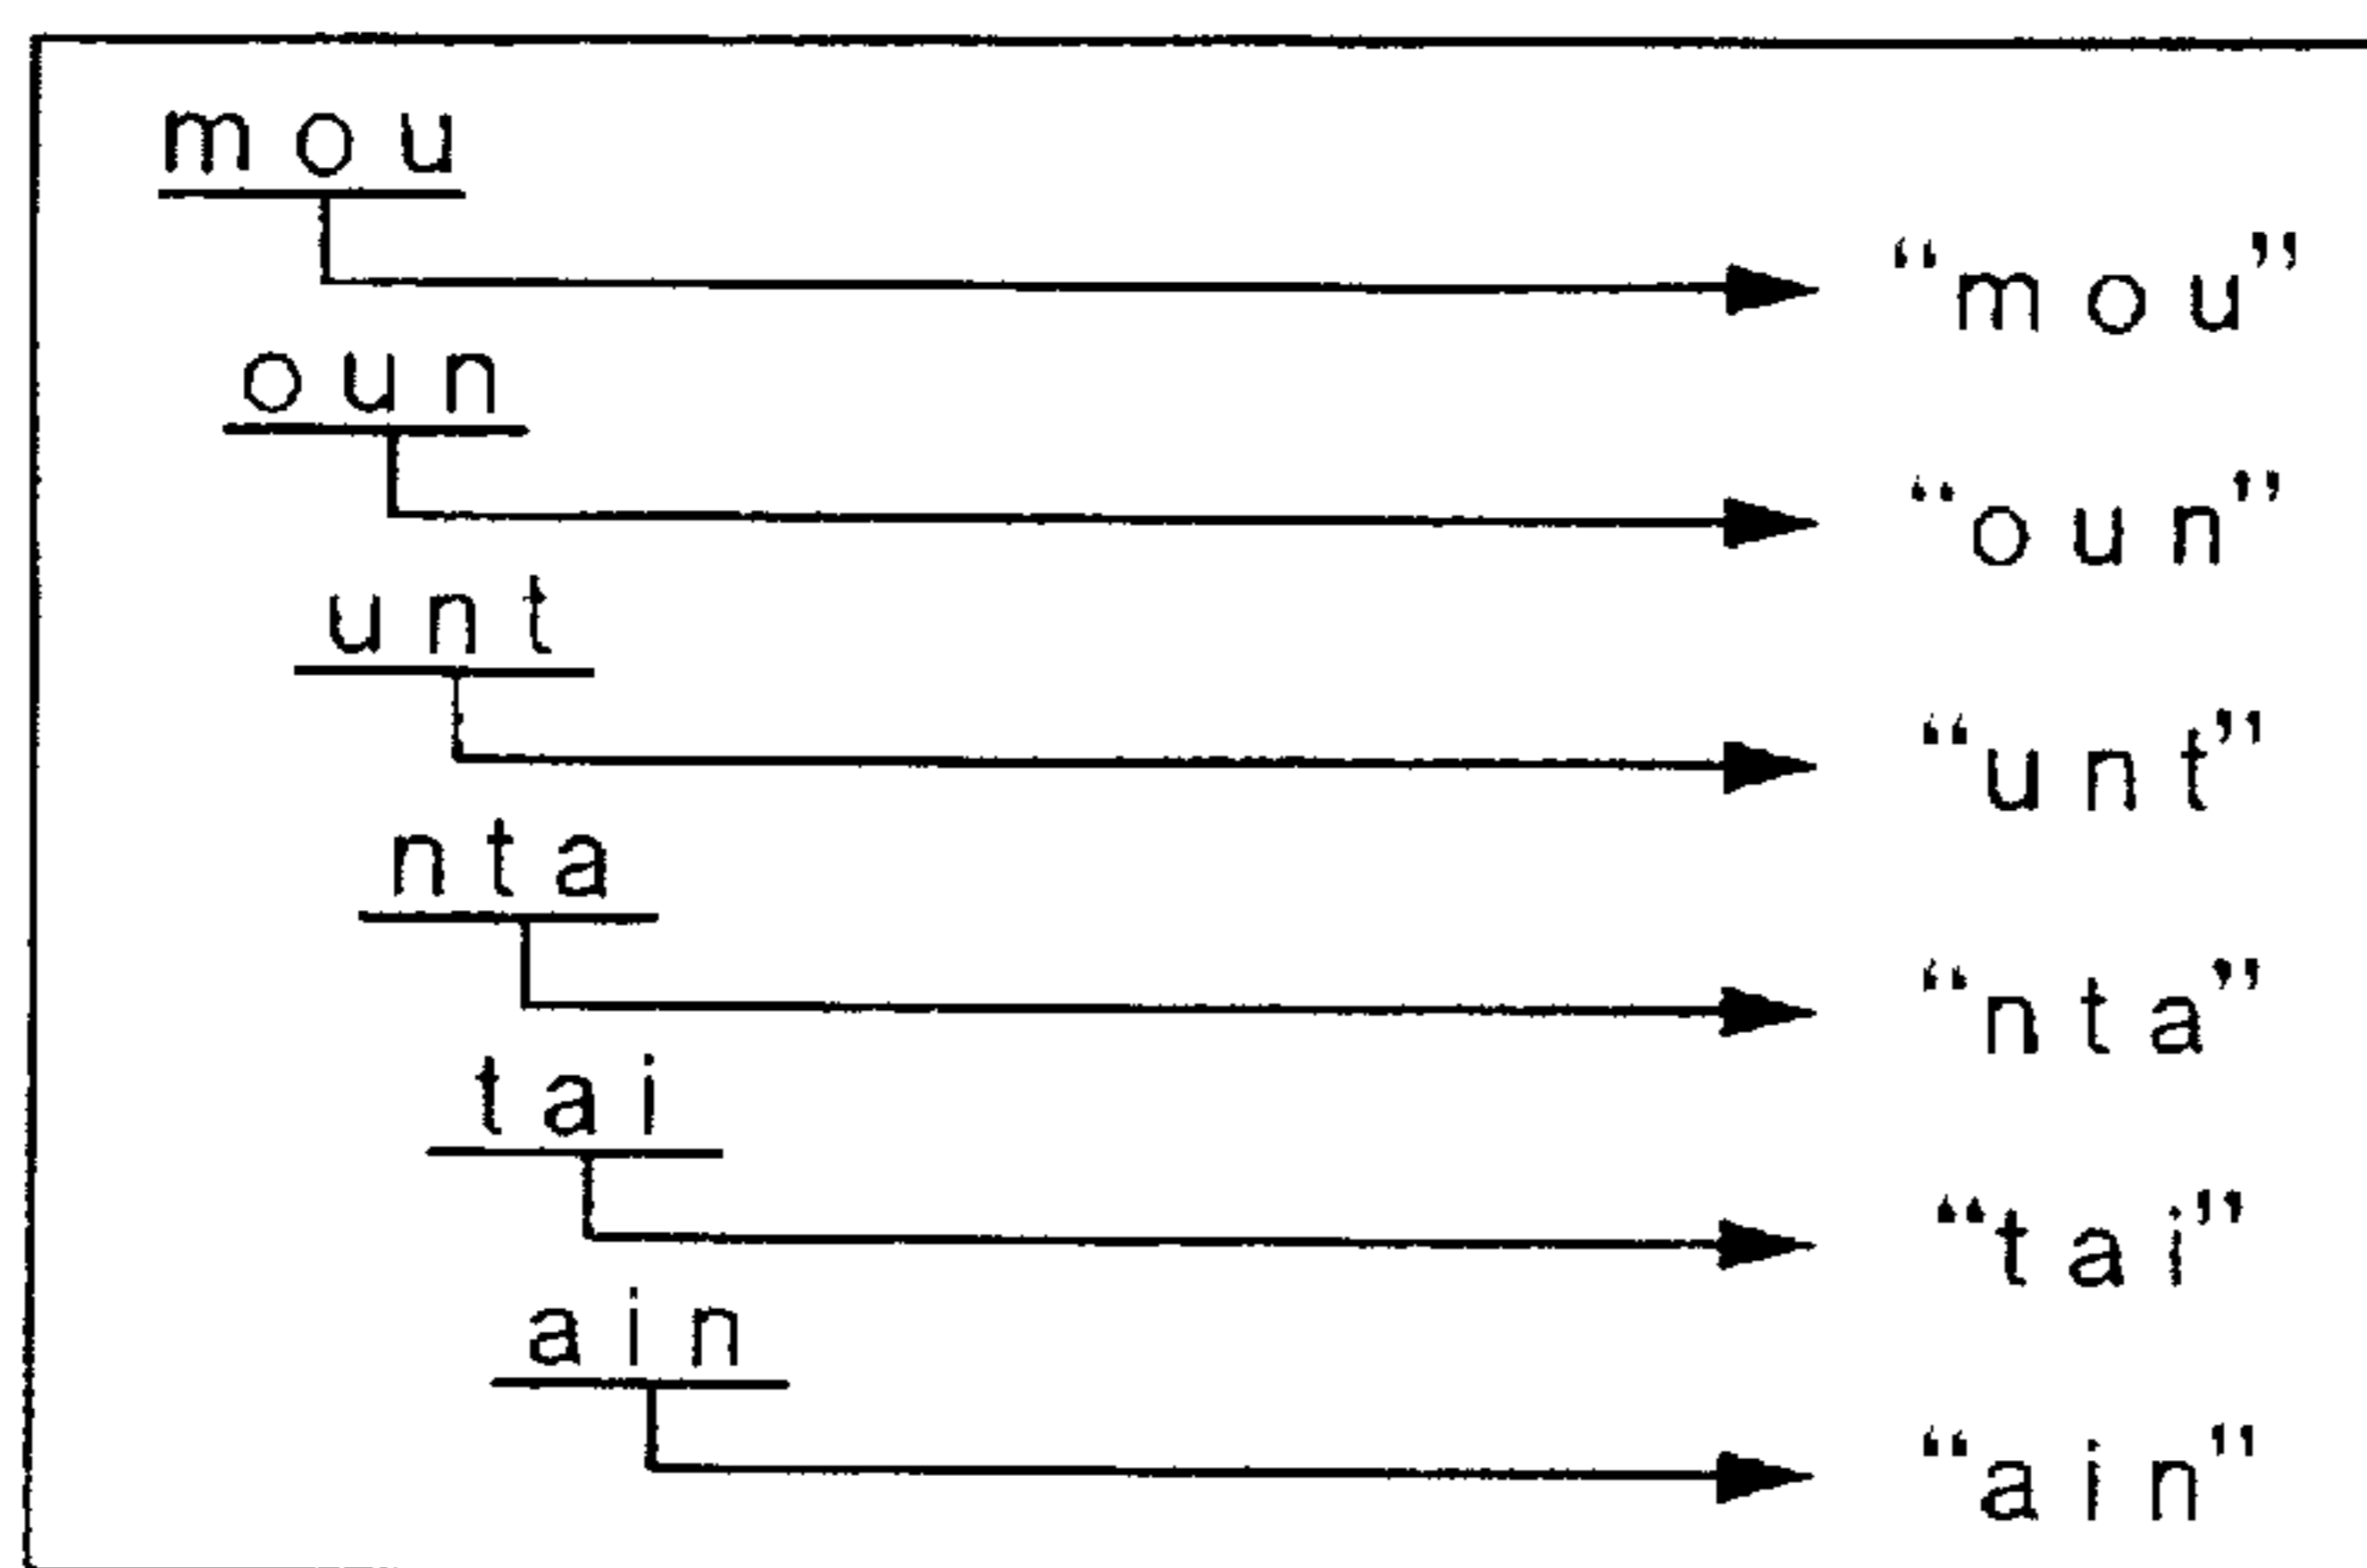 mou
“mou”
oun
“oun”
unt
“unt”
nta
“nta”
tai
“tai”
ain
“ain”